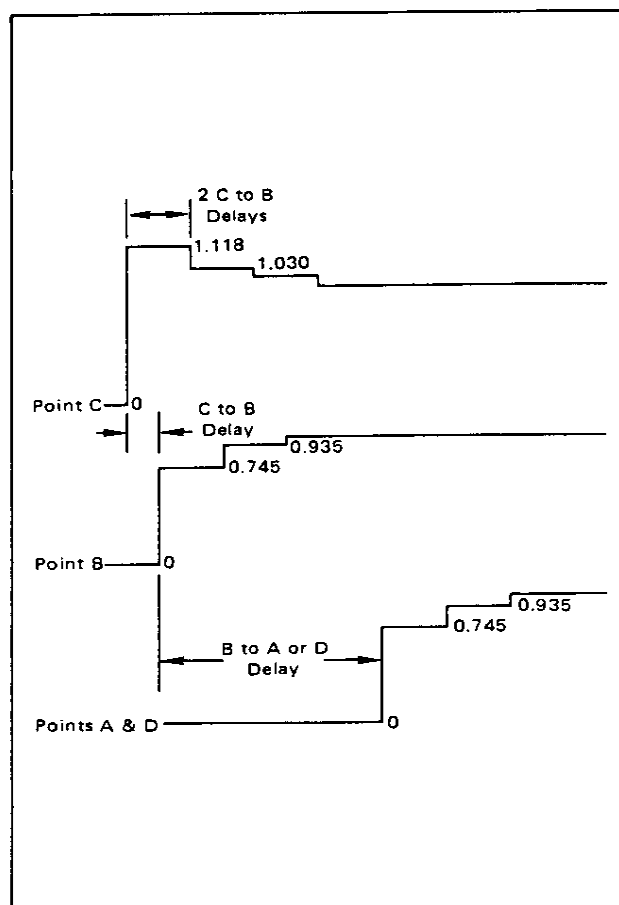 2 C to B
Delays
1.118
1.030
Point C
0
C to B
Delay
0.935
0.745
Point B
0
B to A or D
Delay
0.935
0.745
Points A & D
0